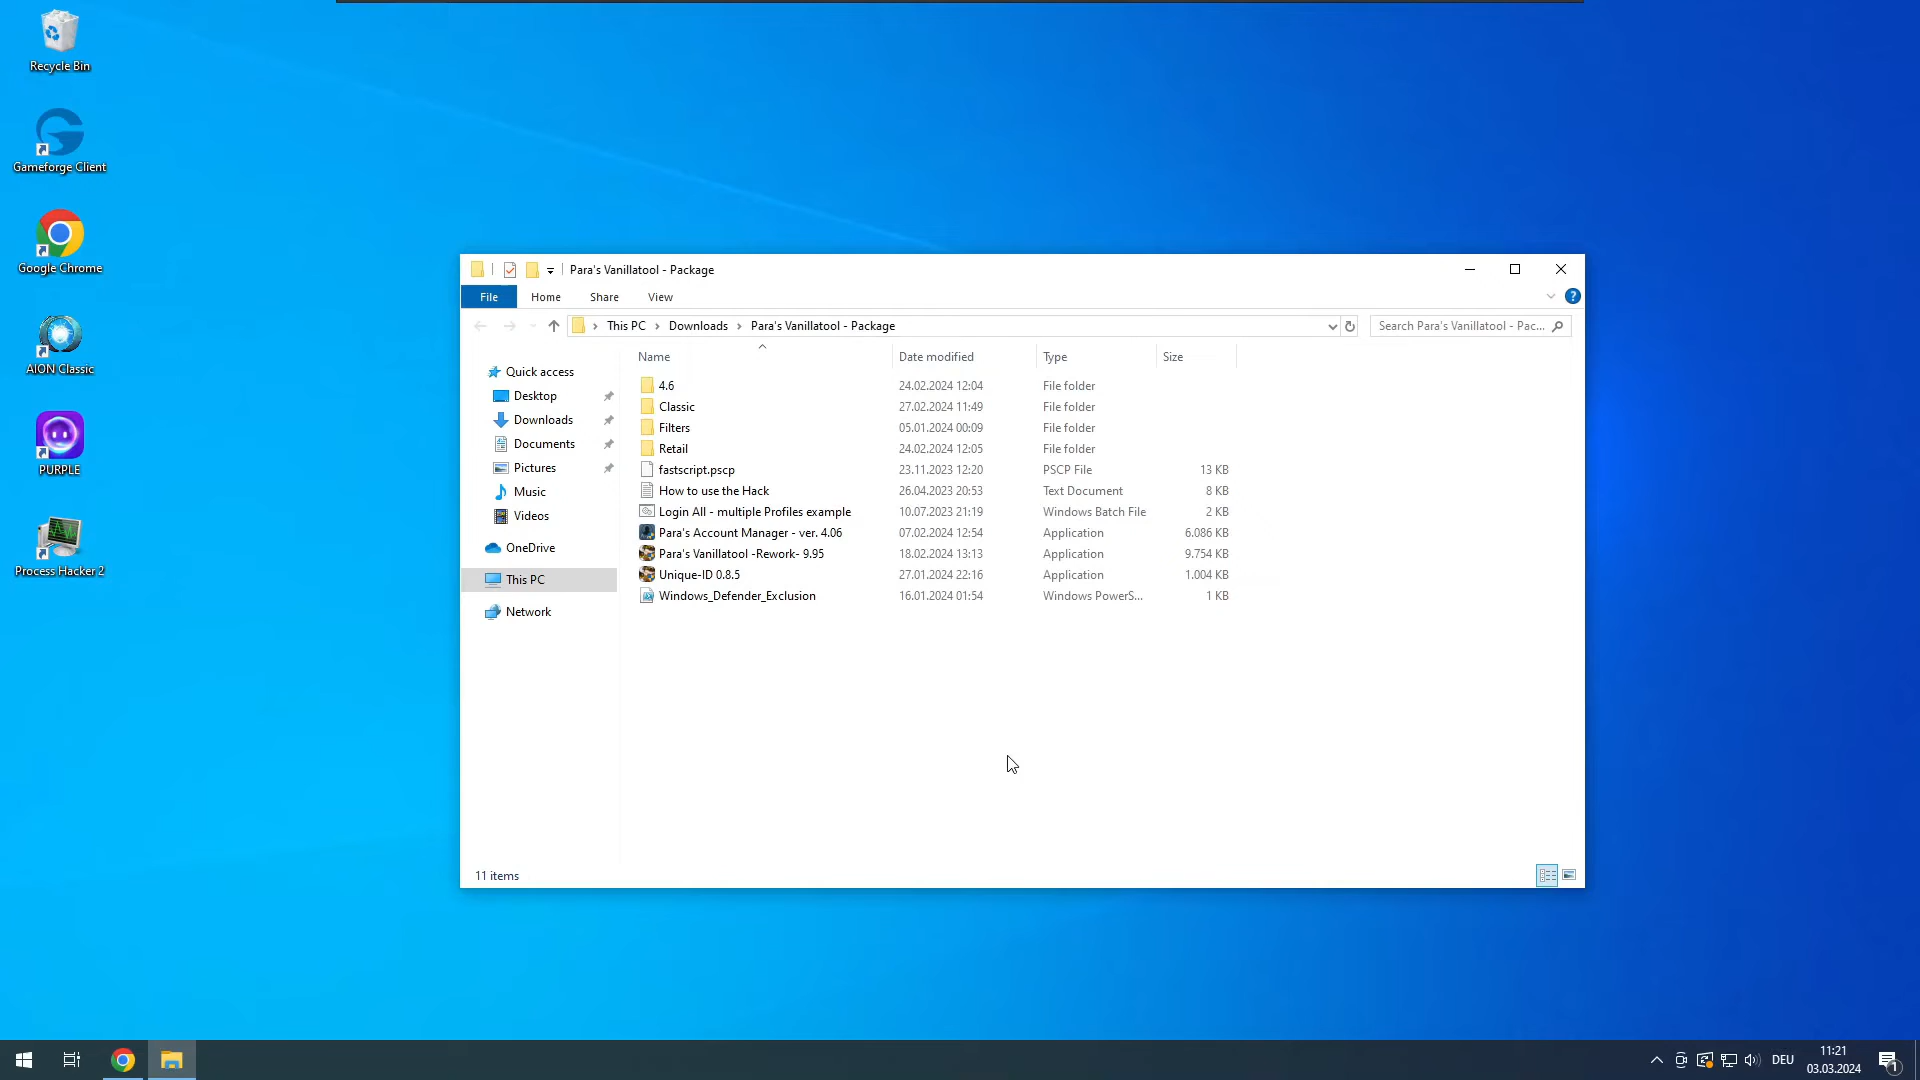 Recycle Bin
Gameforge Client
Google Chrome
AION Classic
PURPLE
Process Hacker 2
Para's Vanillatool - Package
File Home Share View
This PC Downloads Para's Vanillatool - Package
Search Para's Vanillatool - Pac...
Quick access
Desktop
Downloads
Documents
Pictures
Music
Videos
OneDrive
This PC
Network
Name Date modified Type Size
4.6 24.02.2024 12:04 File folder
Classic 27.02.2024 11:49 File folder
Filters 05.01.2024 00:09 File folder
Retail 24.02.2024 12:05 File folder
fastscript.pscp 23.11.2023 12:20 PSCP File 13 KB
How to use the Hack 26.04.2023 20:53 Text Document 8 KB
Login All - multiple Profiles example 10.07.2023 21:19 Windows Batch File 2 KB
Para's Account Manager - ver. 4.06 07.02.2024 12:54 Application 6.086 KB
Para's Vanillatool -Rework- 9.95 18.02.2024 13:13 Application 9.754 KB
Unique-ID 0.8.5 27.01.2024 22:16 Application 1.004 KB
Windows_Defender_Exclusion 16.01.2024 01:54 Windows PowerS... 1 KB
11 items
DEU
11:21
03.03.2024
1